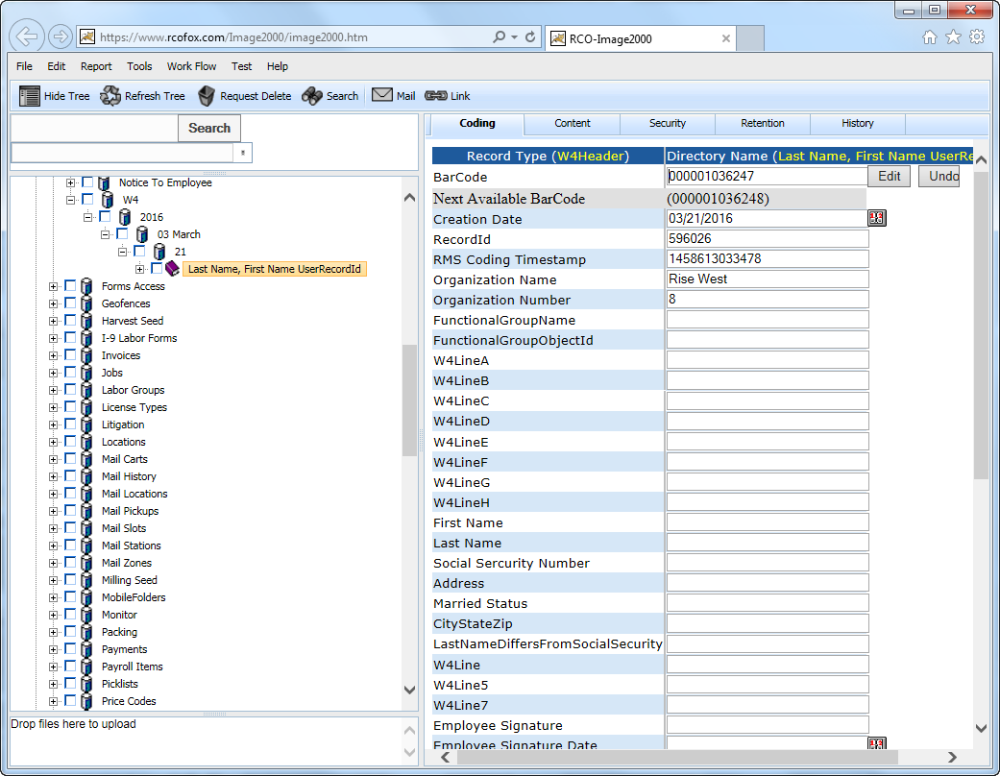 https://www.rcofox.com/Image2000/image2000.htm
RCO-Image2000
File Edit Report Tools Work Flow Test Help
Hide Tree Refresh Tree Request Delete Search Mail Link
Search
Notice To Employee
W4
2016
03 March
21
Last Name, First Name UserRecordId
Forms Access
Geofences
Harvest Seed
I-9 Labor Forms
Invoices
Jobs
Labor Groups
License Types
Litigation
Locations
Mail Carts
Mail History
Mail Locations
Mail Pickups
Mail Slots
Mail Stations
Mail Zones
Milling Seed
MobileFolders
Monitor
Packing
Payments
Payroll Items
Picklists
Price Codes
Drop files here to upload
Coding Content Security Retention History
Record Type (W4Header) Directory Name (Last Name, First Name UserRe
BarCode 000001036247 Edit Undo
Next Available BarCode (000001036248)
Creation Date 03/21/2016
RecordId 596026
RMS Coding Timestamp 1458613033478
Organization Name Rise West
Organization Number 8
FunctionalGroupName
FunctionalGroupObjectId
W4LineA
W4LineB
W4LineC
W4LineD
W4LineE
W4LineF
W4LineG
W4LineH
First Name
Last Name
Social Sercurity Number
Address
Married Status
CityStateZip
LastNameDiffersFromSocialSecurity
W4Line
W4Line5
W4Line7
Employee Signature
Employee Signature Date